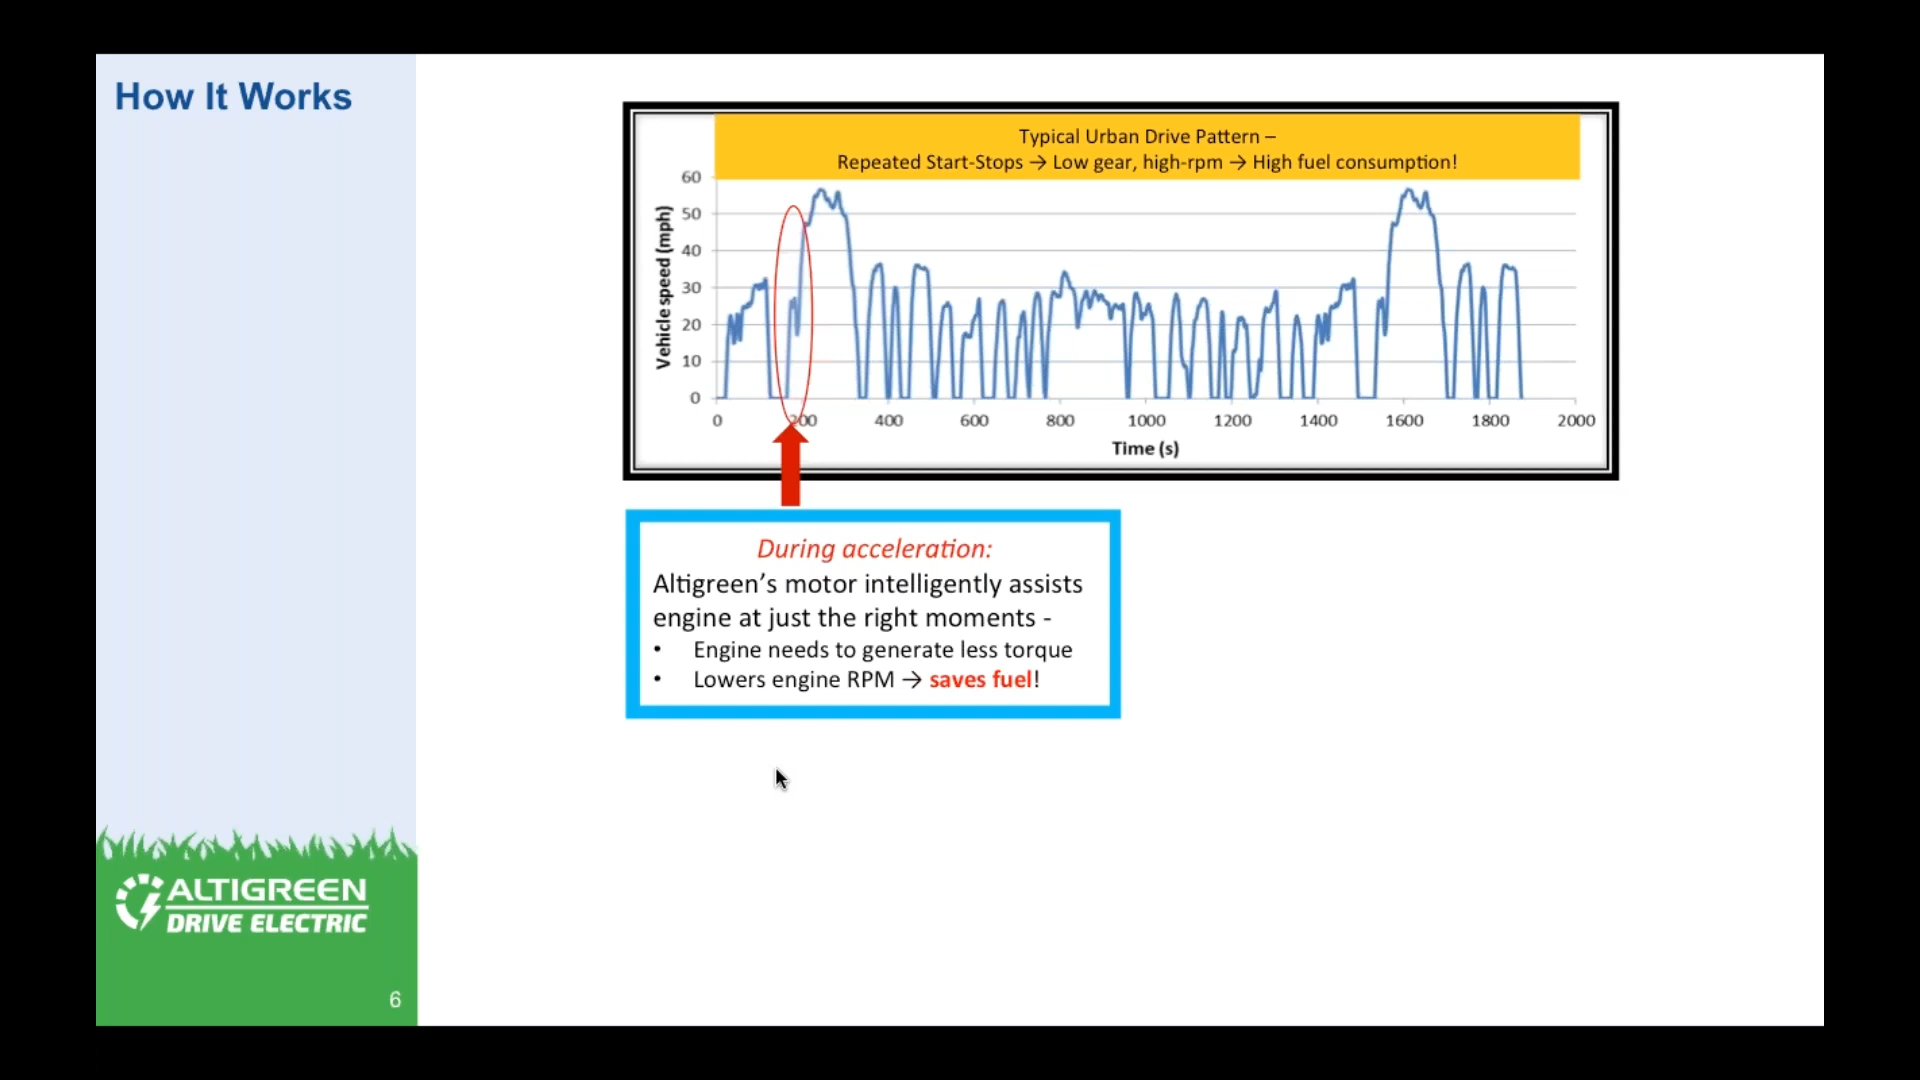 How It Works
Typical Urban Drive Pattern –
Repeated Start-Stops → Low gear, high-rpm → High fuel consumption!
60
50
40
30
20
10
0
Vehicle speed (mph)
0 200 400 600 800 1000 1200 1400 1600 1800 2000
Time (s)
During acceleration:
Altigreen’s motor intelligently assists
engine at just the right moments -
• Engine needs to generate less torque
• Lowers engine RPM → saves fuel!
ALTIGREEN
DRIVE ELECTRIC
6